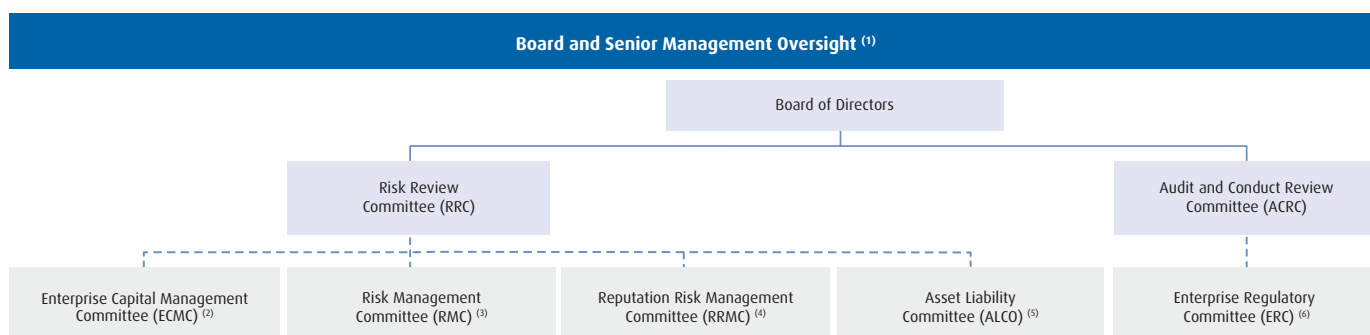 Board and Senior Management Oversight (1)
Board of Directors
Risk Review
Committee (RRC)
Audit and Conduct Review
Committee (ACRC)
Enterprise Capital Management
Committee (ECMC) (2)
Risk Management
Committee (RMC) (3)
Reputation Risk Management
Committee (RRMC) (4)
Asset Liability
Committee (ALCO) (5)
Enterprise Regulatory
Committee (ERC) (6)